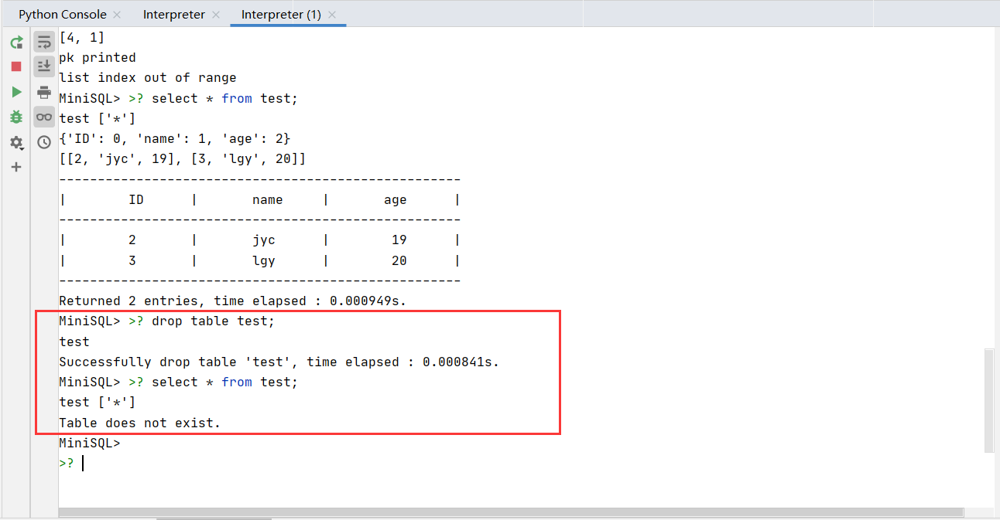 Python Console × Interpreter × Interpreter (1) ×
[4, 1]
pk printed
list index out of range
MiniSQL> >? select * from test;
test ['*']
{'ID': 0, 'name': 1, 'age': 2}
[[2, 'jyc', 19], [3, 'lgy', 20]]
----------------------------------------------------
| ID | name | age |
----------------------------------------------------
| 2 | jyc | 19 |
| 3 | lgy | 20 |
----------------------------------------------------
Returned 2 entries, time elapsed : 0.000949s.
MiniSQL> >? drop table test;
test
Successfully drop table 'test', time elapsed : 0.000841s.
MiniSQL> >? select * from test;
test ['*']
Table does not exist.
MiniSQL>
>?